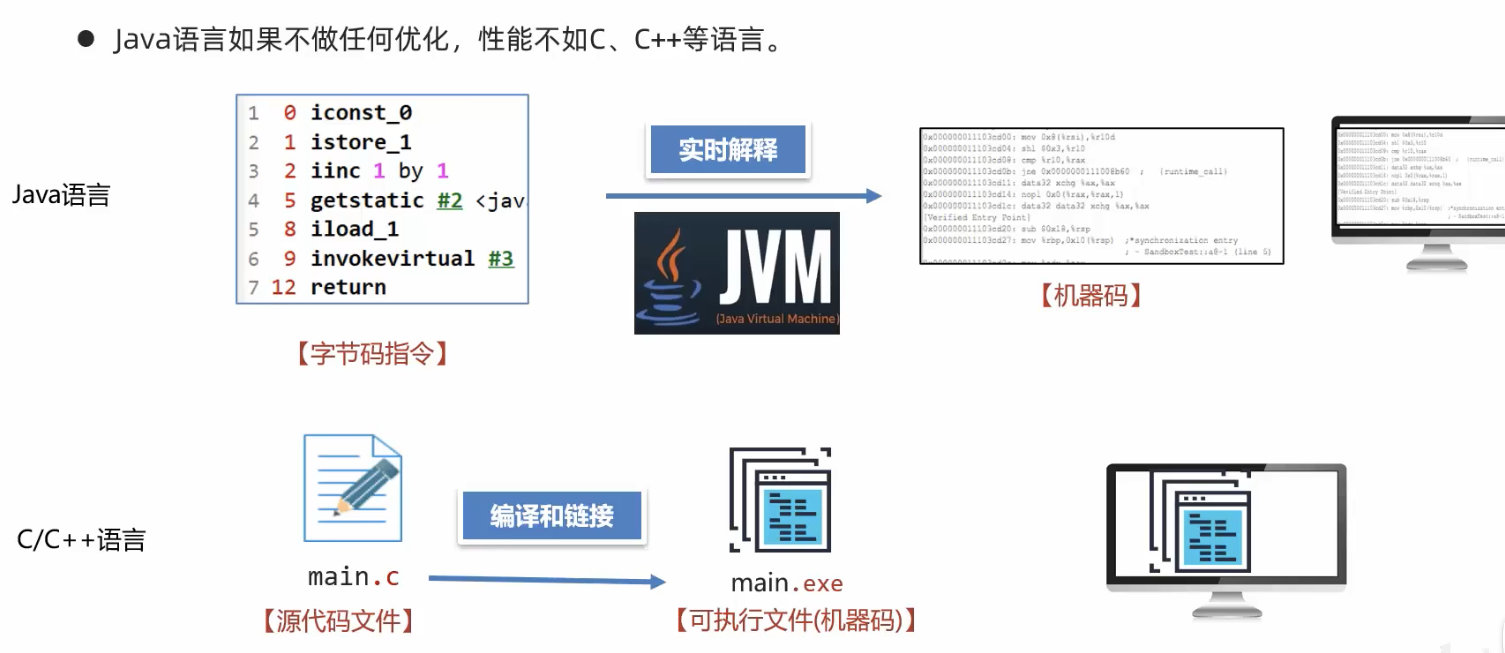 ● Java语言如果不做任何优化，性能不如C、C++等语言。
Java语言
1 0 iconst_0
2 1 istore_1
3 2 iinc 1 by 1
4 5 getstatic #2 <jav
5 8 iload_1
6 9 invokevirtual #3
7 12 return
【字节码指令】
实时解释
JVM
(Java Virtual Machine)
0x000000011103cd00: mov 0x8(%rsi),%r10d
0x000000011103cd04: shl $0x3,%r10
0x000000011103cd08: cmp %r10,%rax
0x000000011103cd0b: jne 0x0000000111008b60 ; {runtime_call}
0x000000011103cd11: data32 xchg %ax,%ax
0x000000011103cd14: nopl 0x0(%rax,%rax,1)
0x000000011103cd1c: data32 data32 xchg %ax,%ax
[Verified Entry Point]
0x000000011103cd20: sub $0x18,%rsp
0x000000011103cd27: mov %rbp,0x10(%rsp) ;*synchronization entry
; - SandboxTest::a@-1 (line 5)
【机器码】
C/C++语言
main.c
【源代码文件】
编译和链接
main.exe
【可执行文件(机器码)】